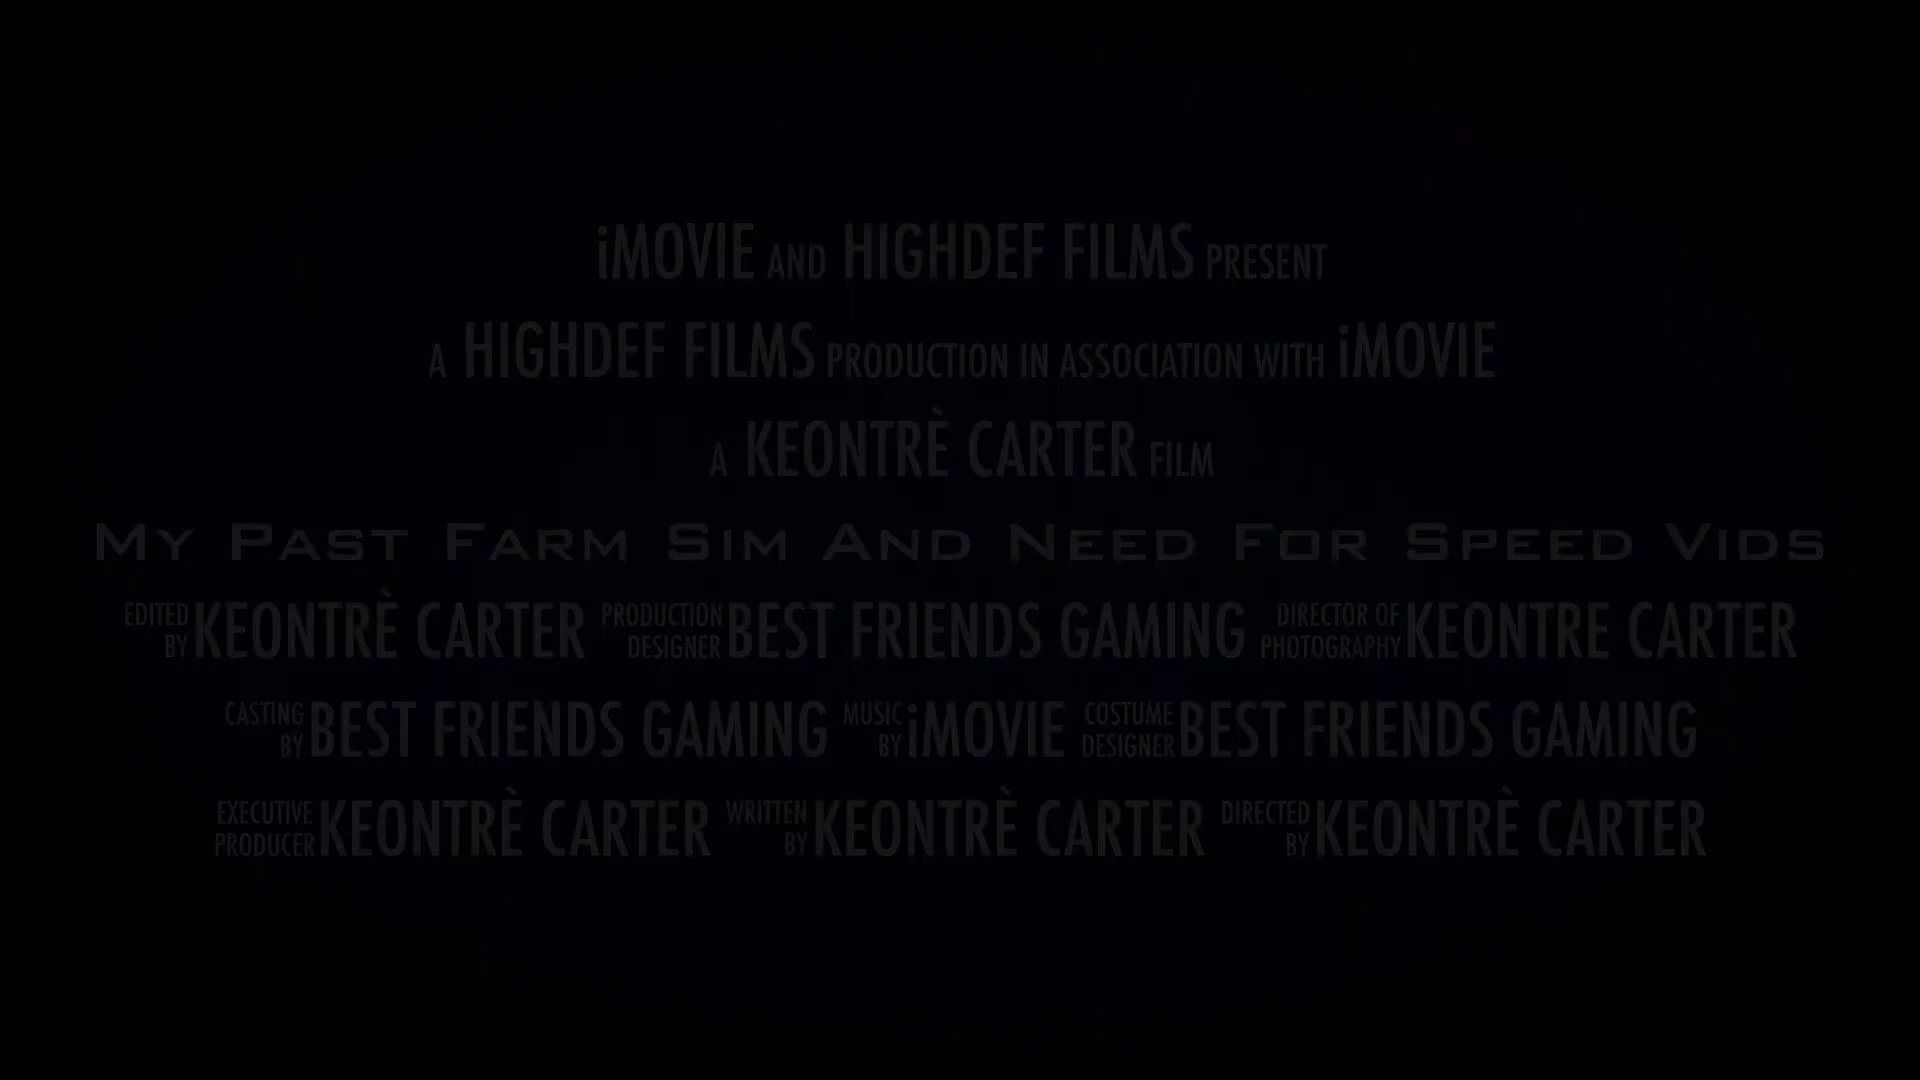 iMOVIE AND HIGHDEF FILMS PRESENT
A HIGHDEF FILMS PRODUCTION IN ASSOCIATION WITH iMOVIE
A KEONTRÈ CARTER FILM
My Past Farm Sim And Need For Speed Vids
EDITED BY KEONTRÈ CARTER PRODUCTION DESIGNER BEST FRIENDS GAMING DIRECTOR OF PHOTOGRAPHY KEONTRE CARTER
CASTING BY BEST FRIENDS GAMING MUSIC BY iMOVIE COSTUME DESIGNER BEST FRIENDS GAMING
EXECUTIVE PRODUCER KEONTRÈ CARTER WRITTEN BY KEONTRÈ CARTER DIRECTED BY KEONTRÈ CARTER